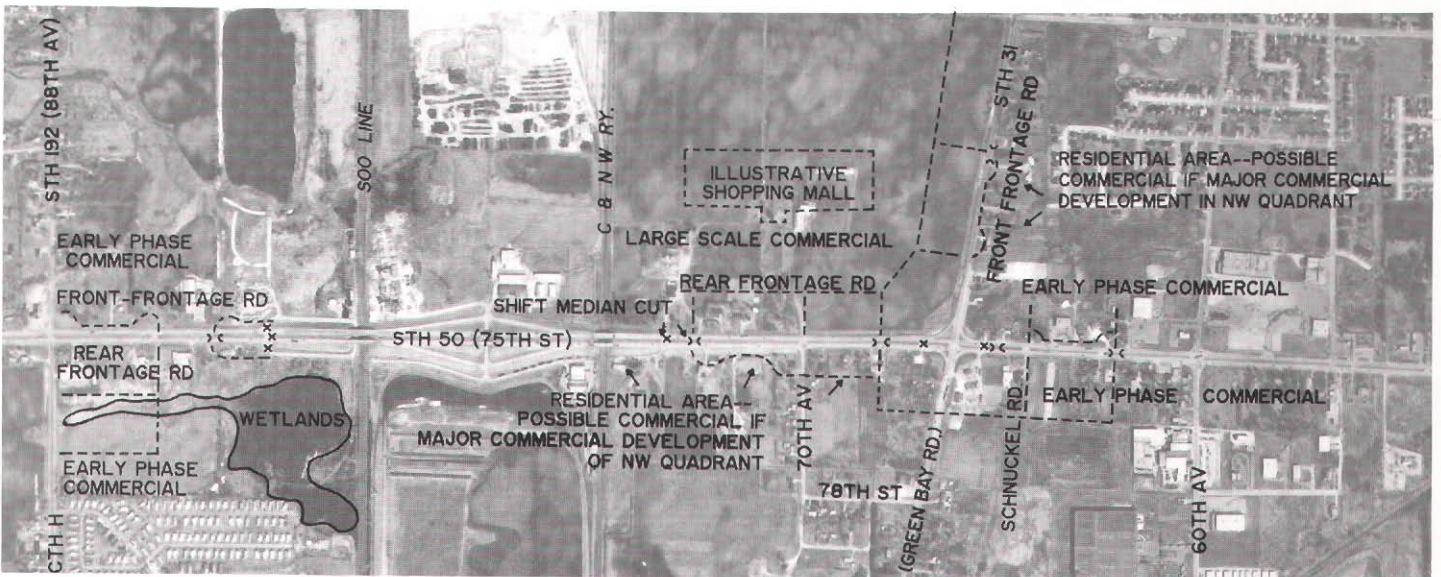 STH 192 (88TH AV)
SOO LINE
C & NW RY.
STH 31
FRONT FRONTAGE RD
RESIDENTIAL AREA--POSSIBLE
COMMERCIAL IF MAJOR COMMERCIAL
DEVELOPMENT IN NW QUADRANT
ILLUSTRATIVE
SHOPPING MALL
LARGE SCALE COMMERCIAL
EARLY PHASE
COMMERCIAL
FRONT-FRONTAGE RD
SHIFT MEDIAN CUT
REAR FRONTAGE RD
EARLY PHASE COMMERCIAL
STH 50 (75TH ST)
REAR
FRONTAGE RD
WETLANDS
RESIDENTIAL AREA--
POSSIBLE COMMERCIAL IF
MAJOR COMMERCIAL DEVELOPMENT
OF NW QUADRANT
70TH AV
EARLY PHASE COMMERCIAL
EARLY PHASE
COMMERCIAL
78TH ST
(GREEN BAY RD.)
SCHNUCKEL RD
60TH AV
CTH H